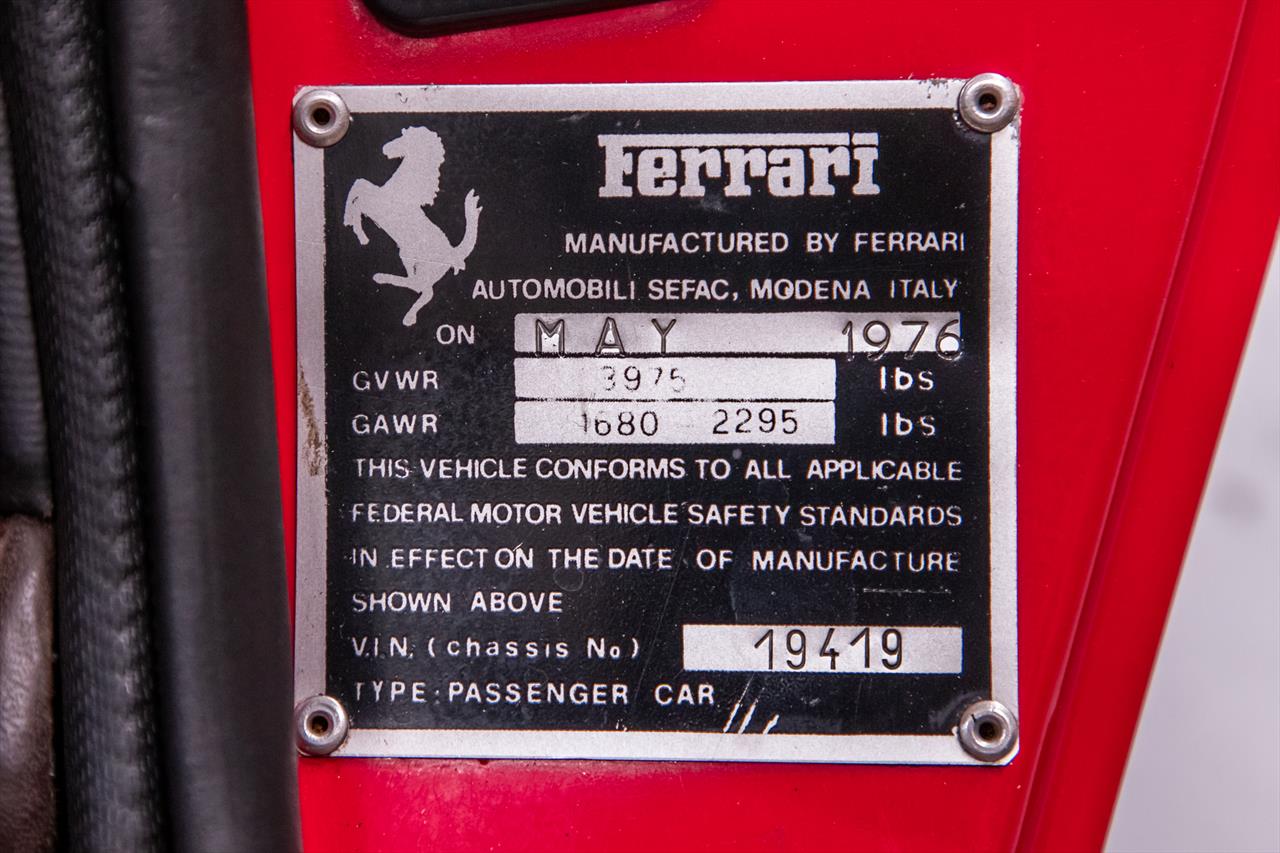 Ferrari
MANUFACTURED BY FERRARI
AUTOMOBILI SEFAC, MODENA ITALY
ON MAY 1976
GVWR 3975 lbs
GAWR 1680 2295 lbs
THIS VEHICLE CONFORMS TO ALL APPLICABLE
FEDERAL MOTOR VEHICLE SAFETY STANDARDS
IN EFFECT ON THE DATE OF MANUFACTURE
SHOWN ABOVE
V.I.N. (chassis No) 19419
TYPE: PASSENGER CAR